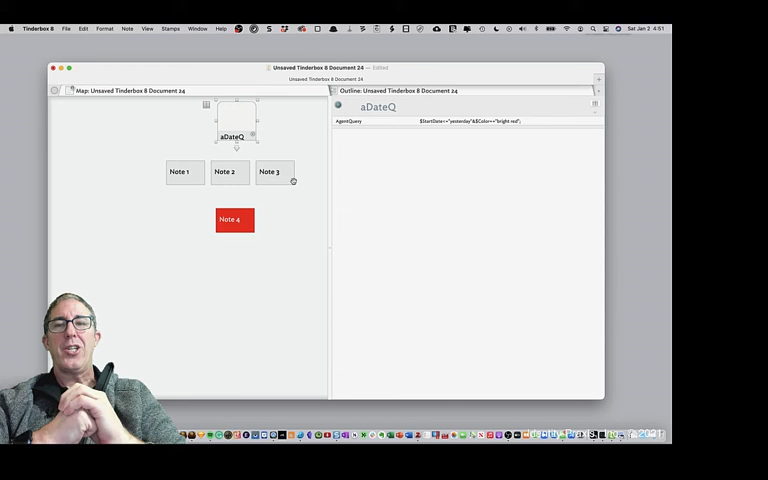 Tinderbox 8 File Edit Format Note View Stamps Window Help Sat Jan 2 4:51
Unsaved Tinderbox 8 Document 24 — Edited
Unsaved Tinderbox 8 Document 24
Map: Unsaved Tinderbox 8 Document 24
Outline: Unsaved Tinderbox 8 Document 24
aDateQ
aDateQ
AgentQuery $StartDate<="yesterday"&$Color=="bright red";
Note 1 Note 2 Note 3
Note 4